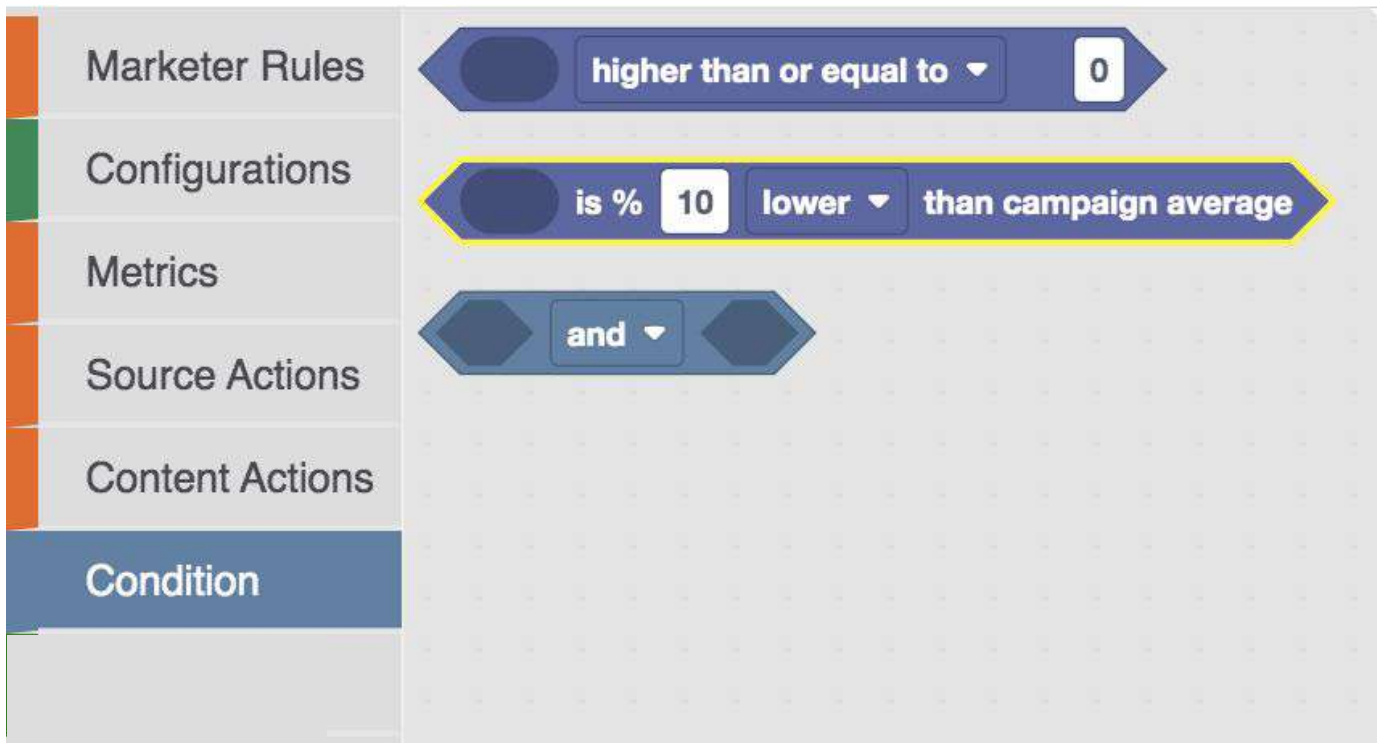 Marketer Rules
Configurations
Metrics
Source Actions
Content Actions
Condition
higher than or equal to 0
is % 10 lower than campaign average
and